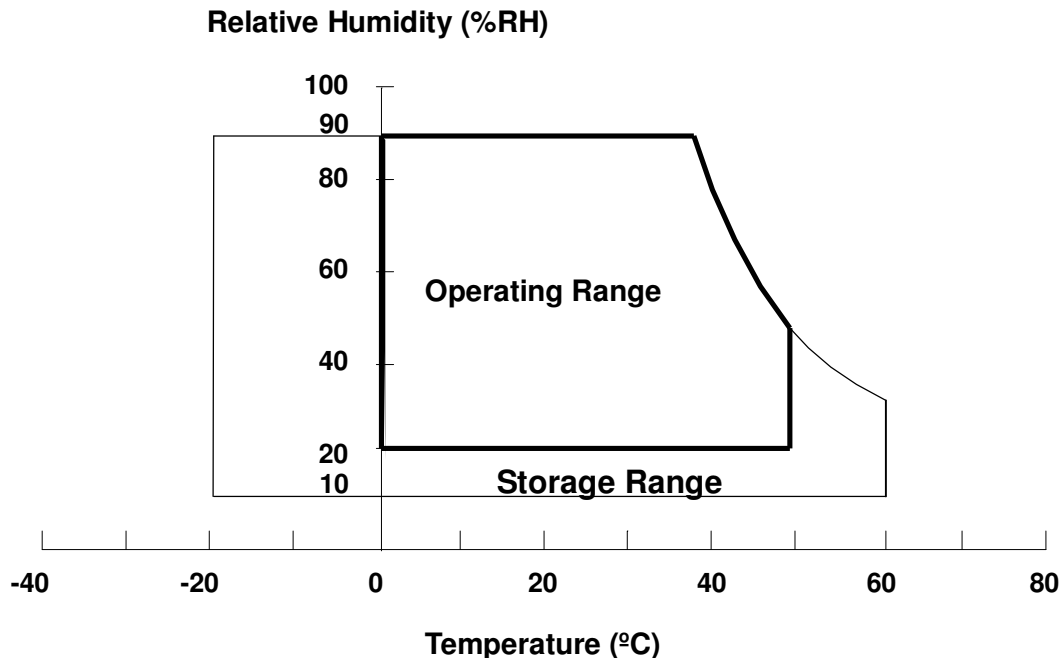 Relative Humidity (%RH)
100
90
80
60
Operating Range
40
20
10
Storage Range
-40 -20 0 20 40 60 80
Temperature (ºC)